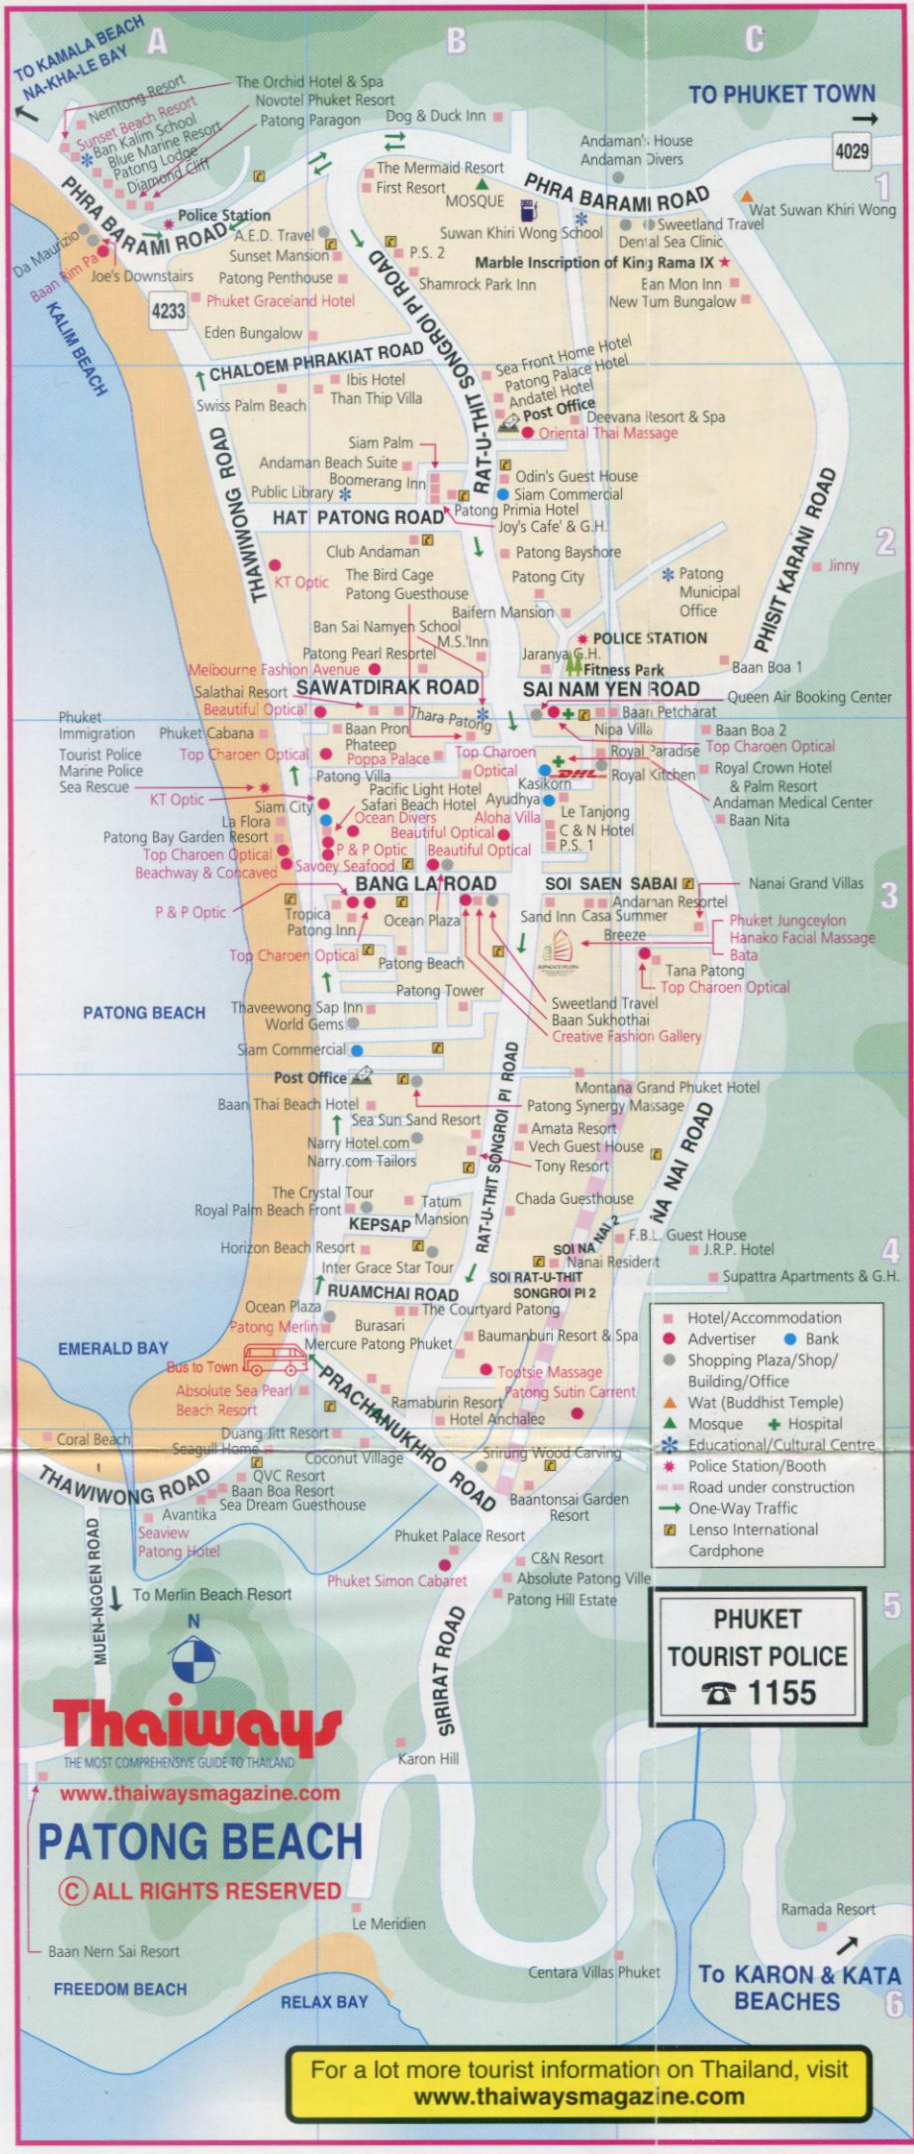 A
B
C
TO KAMALA BEACH
NA-KHA-LE BAY
TO PHUKET TOWN
4029
1
Nerntong Resort
Sunset Beach Resort
Ban Kalim School
Blue Marine Resort
Patong Lodge
Diamond Cliff
The Orchid Hotel & Spa
Novotel Phuket Resort
Patong Paragon
Dog & Duck Inn
Andaman's House
Andaman Divers
The Mermaid Resort
First Resort
MOSQUE
PHRA BARAMI ROAD
Wat Suwan Khiri Wong
PHRA BARAMI ROAD
Police Station
A.E.D. Travel
Sunset Mansion
Patong Penthouse
P.S. 2
Shamrock Park Inn
Suwan Khiri Wong School
Sweetland Travel
Dental Sea Clinic
Marble Inscription of King Rama IX
Ean Mon Inn
New Tum Bungalow
Da Maurizio
Baan Rim Pa
Joe's Downstairs
4233
Phuket Graceland Hotel
Eden Bungalow
KALIM BEACH
CHALOEM PHRAKIAT ROAD
RAT-U-THIT SONGROI PI ROAD
Ibis Hotel
Than Thip Villa
Swiss Palm Beach
Sea Front Home Hotel
Patong Palace Hotel
Andatel Hotel
Post Office
Deevana Resort & Spa
Oriental Thai Massage
Siam Palm
Andaman Beach Suite
Boomerang Inn
Public Library
Odin's Guest House
Siam Commercial
Patong Primia Hotel
Joy's Cafe' & G.H.
HAT PATONG ROAD
THAWIWONG ROAD
PHISIT KARANI ROAD
2
Club Andaman
KT Optic
The Bird Cage
Patong Guesthouse
Patong Bayshore
Patong City
Baifern Mansion
Patong
Municipal
Office
Jinny
Ban Sai Namyen School
M.S.'Inn
Patong Pearl Resortel
POLICE STATION
Jaranya G.H.
Fitness Park
Baan Boa 1
Melbourne Fashion Avenue
SAWATDIRAK ROAD
SAI NAM YEN ROAD
Salathai Resort
Beautiful Optical
Thara Patong
Queen Air Booking Center
Baan Petcharat
Nipa Villa
Baan Boa 2
Top Charoen Optical
Phuket
Immigration
Tourist Police
Marine Police
Sea Rescue
Phuket Cabana
Top Charoen Optical
Baan Pron
Phateep
Poppa Palace
Patong Villa
Top Charoen
Optical
Royal Paradise
DHL
Royal Kitchen
Royal Crown Hotel
& Palm Resort
Andaman Medical Center
Baan Nita
KT Optic
Siam City
La Flora
Patong Bay Garden Resort
Top Charoen Optical
Beachway & Concaved
Pacific Light Hotel
Safari Beach Hotel
Ocean Divers
Beautiful Optical
P & P Optic
Beautiful Optical
Savoey Seafood
Kasikorn
Ayudhya
Aloha Villa
Le Tanjong
C & N Hotel
P.S. 1
BANG LA ROAD
SOI SAEN SABAI
Nanai Grand Villas
3
P & P Optic
Tropica
Patong Inn
Top Charoen Optical
Ocean Plaza
Patong Beach
Sand Inn
Casa Summer
Breeze
Andaman Resortel
JUNGCEYLON
Phuket Jungceylon
Hanako Facial Massage
Bata
Tana Patong
Top Charoen Optical
PATONG BEACH
Thaveewong Sap Inn
World Gems
Patong Tower
Sweetland Travel
Baan Sukhothai
Creative Fashion Gallery
Siam Commercial
Post Office
Baan Thai Beach Hotel
Sea Sun Sand Resort
Montana Grand Phuket Hotel
Patong Synergy Massage
RAT-U-THIT SONGROI PI ROAD
NA NAI ROAD
Narry Hotel.com
Narry.com Tailors
Amata Resort
Vech Guest House
Tony Resort
The Crystal Tour
Royal Palm Beach Front
Tatum
Mansion
Chada Guesthouse
KEPSAP
SOI NA NAI 2
F.B.L. Guest House
J.R.P. Hotel
4
Horizon Beach Resort
Inter Grace Star Tour
Nanai Resident
SOI RAT-U-THIT
SONGROI PI 2
Supattra Apartments & G.H.
RUAMCHAI ROAD
Ocean Plaza
Patong Merlin
Burasari
The Courtyard Patong
Mercure Patong Phuket
Baumanburi Resort & Spa
EMERALD BAY
Bus to Town
Absolute Sea Pearl
Beach Resort
Tootsie Massage
Patong Sutin Carrent
Ramaburin Resort
Hotel Anchalee
PRACHANUKHRO ROAD
Coral Beach
Duang Jitt Resort
Seagull Home
Coconut Village
Srirung Wood Carving
THAWIWONG ROAD
QVC Resort
Baan Boa Resort
Sea Dream Guesthouse
Avantika
Seaview
Patong Hotel
Baantonsai Garden
Resort
Phuket Palace Resort
Phuket Simon Cabaret
C&N Resort
Absolute Patong Ville
Patong Hill Estate
MUEN-NGOEN ROAD
To Merlin Beach Resort
SIRIRAT ROAD
Hotel/Accommodation
Advertiser
Bank
Shopping Plaza/Shop/
Building/Office
Wat (Buddhist Temple)
Mosque
Hospital
Educational/Cultural Centre
Police Station/Booth
Road under construction
One-Way Traffic
Lenso International
Cardphone
5
PHUKET
TOURIST POLICE
☎ 1155
N
Thaiways
THE MOST COMPREHENSIVE GUIDE TO THAILAND
www.thaiwaysmagazine.com
PATONG BEACH
© ALL RIGHTS RESERVED
Karon Hill
Le Meridien
Ramada Resort
Baan Nern Sai Resort
Centara Villas Phuket
To KARON & KATA
BEACHES
6
FREEDOM BEACH
RELAX BAY
For a lot more tourist information on Thailand, visit
www.thaiwaysmagazine.com